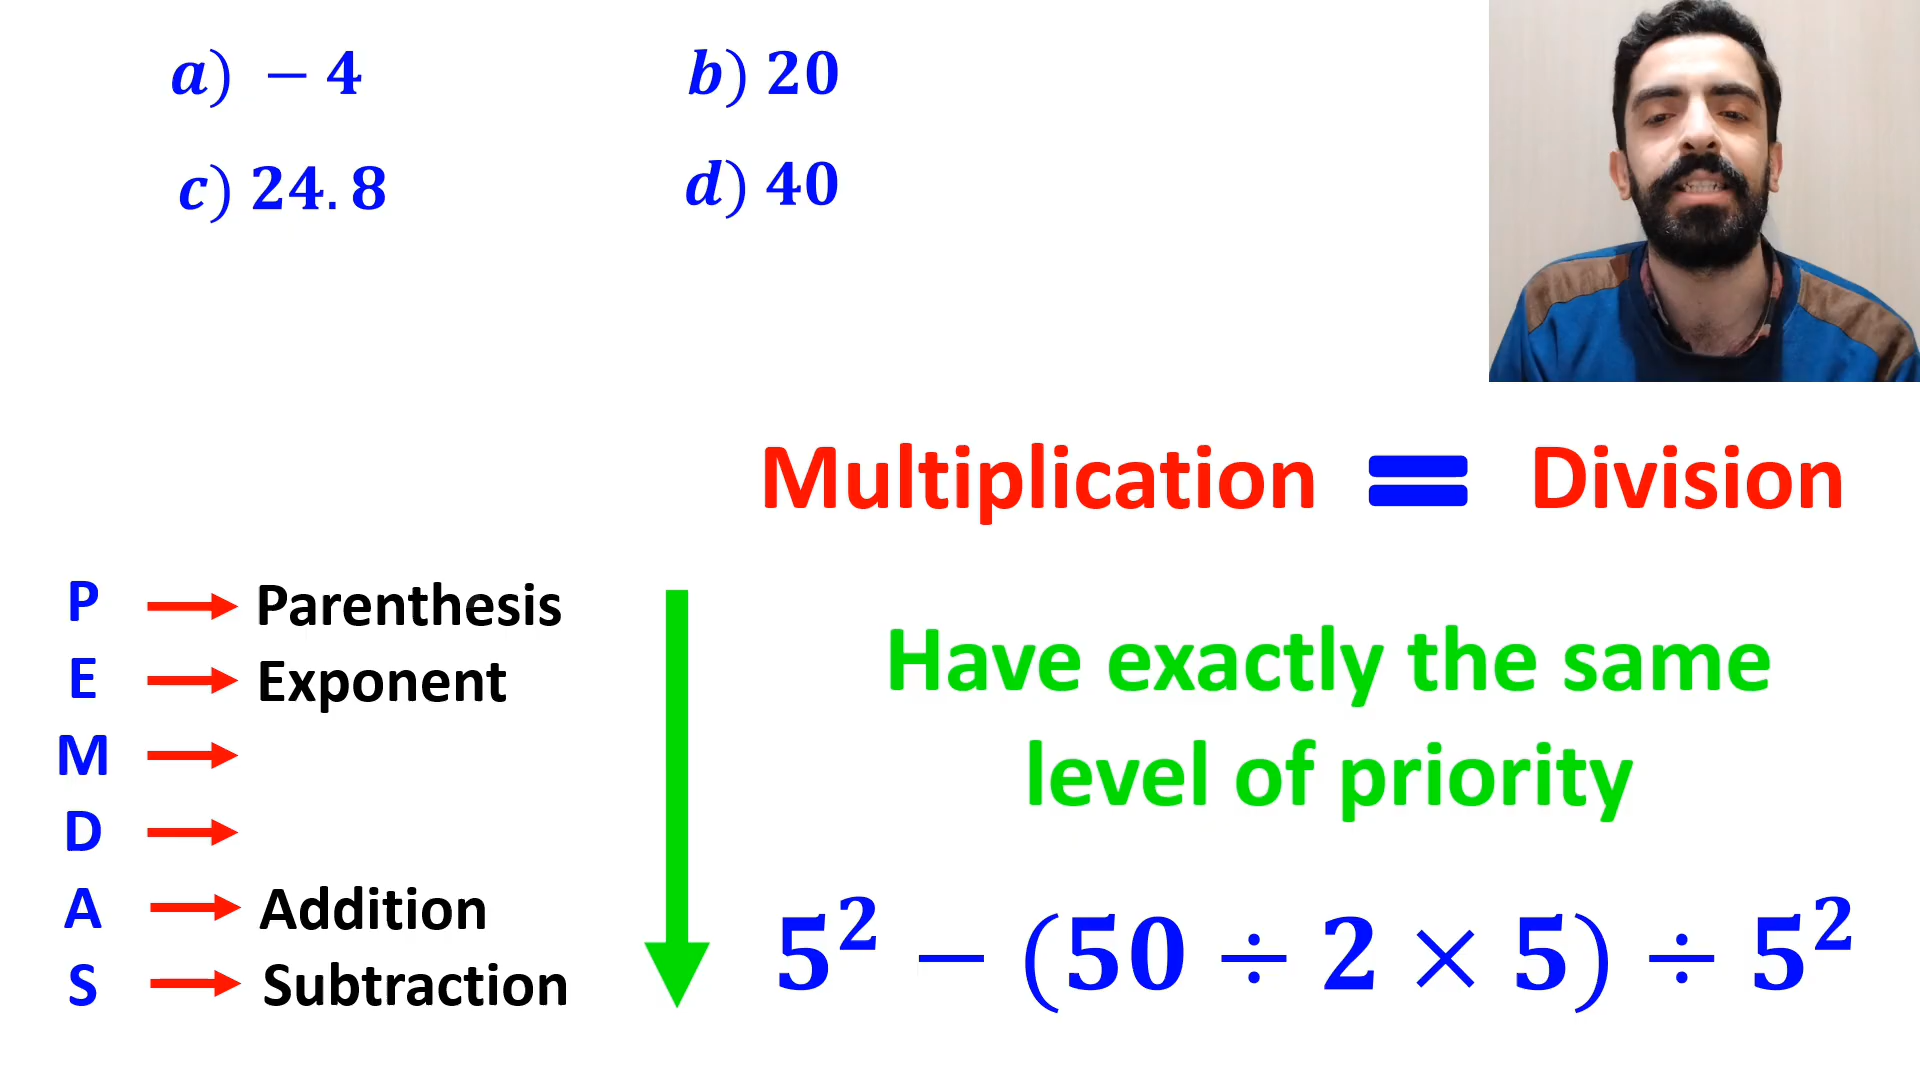 a) – 4
b) 20
c) 24.8
d) 40
Multiplication = Division
P → Parenthesis
E → Exponent
M →
D →
A → Addition
S → Subtraction
Have exactly the same
level of priority
5² – (50 ÷ 2 × 5) ÷ 5²